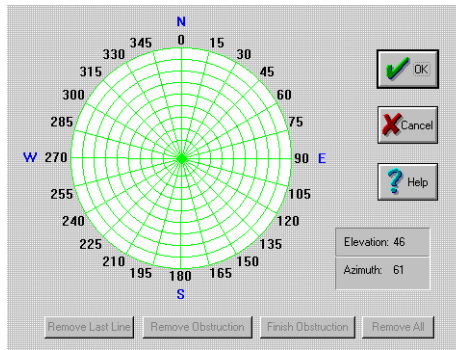 N
345 0 15
330 30
315 45
300 60
285 75
W 270 90 E
255 105
240 120
225 135
210 150
195 180 165
S
OK
Cancel
? Help
Elevation: 46
Azimuth: 61
Remove Last Line Remove Obstruction Finish Obstruction Remove All